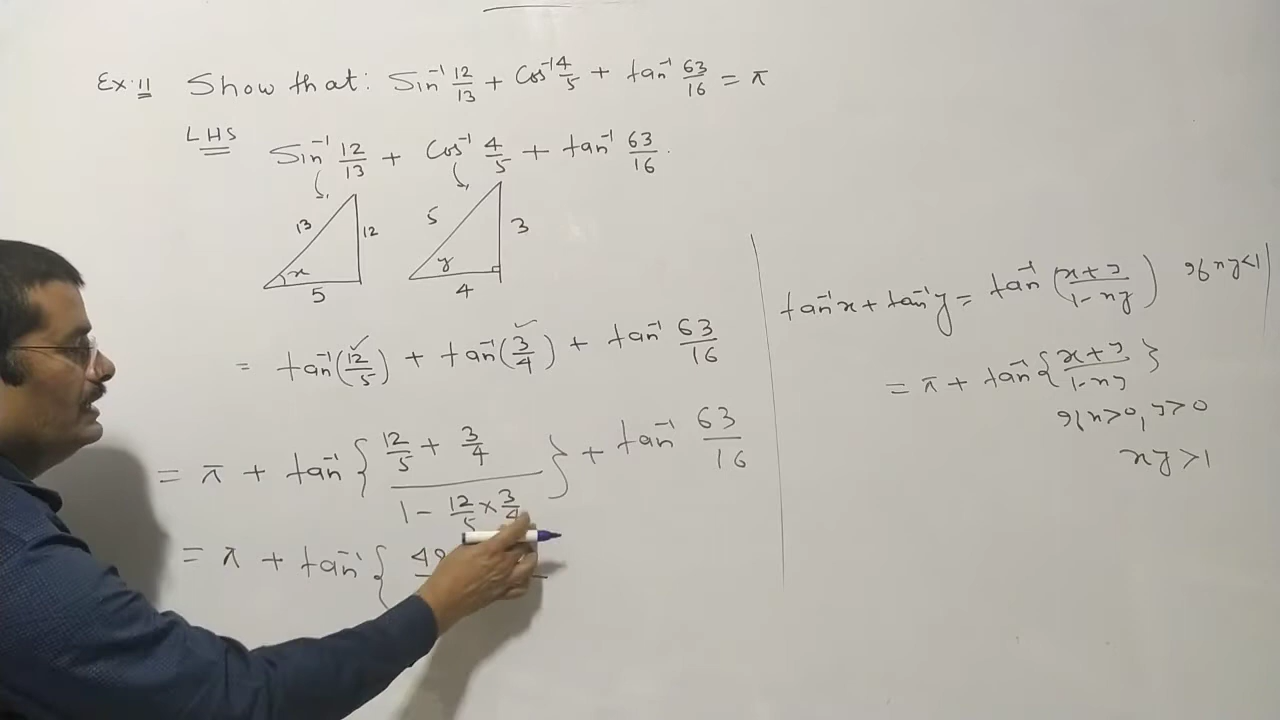 Ex. 11 Show that: Sin⁻¹ 12/13 + Cos⁻¹ 4/5 + tan⁻¹ 63/16 = π
LHS
Sin⁻¹ 12/13 + Cos⁻¹ 4/5 + tan⁻¹ 63/16.
13 12 x 5
5 3 y 4
= tan⁻¹(12/5) + tan⁻¹(3/4) + tan⁻¹ 63/16
= π + tan⁻¹ { (12/5 + 3/4) / (1 - 12/5 × 3/4) } + tan⁻¹ 63/16
= π + tan⁻¹ {
tan⁻¹x + tan⁻¹y = tan⁻¹ ( (x+y) / (1-xy) ) if xy<1
= π + tan⁻¹ { (x+y) / (1-xy) }
if x>0, y>0
xy >1